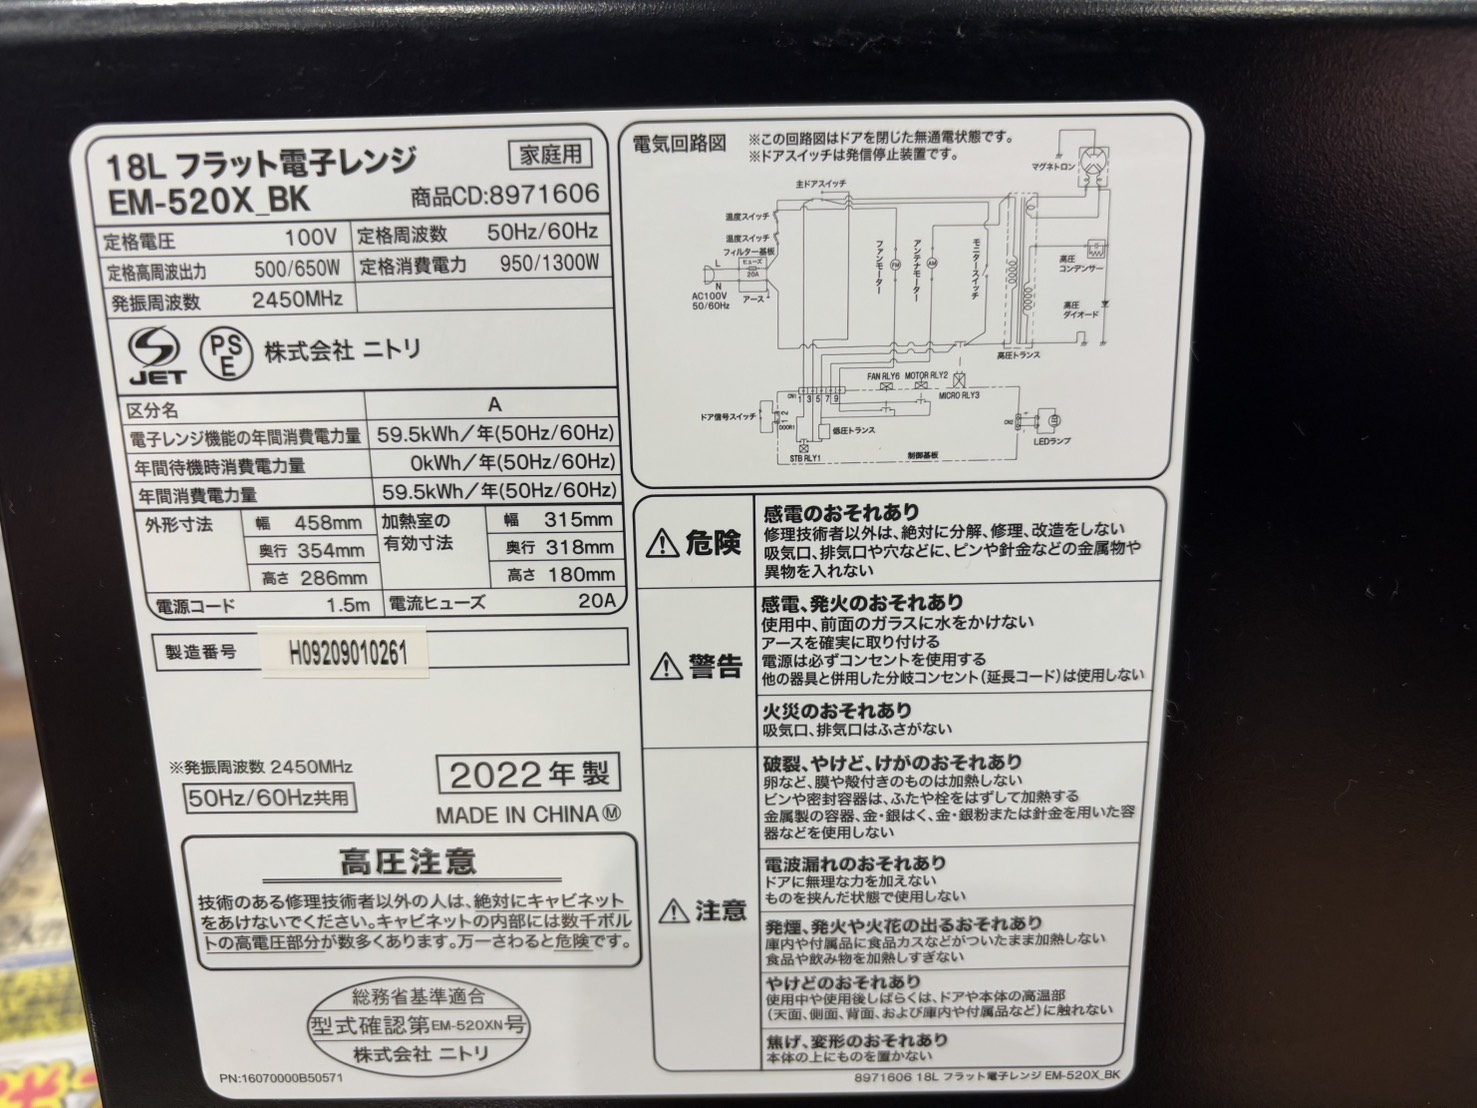 18L フラット電子レンジ 家庭用
EM-520X_BK 商品CD:8971606
定格電圧 100V 定格周波数 50Hz/60Hz
定格高周波出力 500/650W 定格消費電力 950/1300W
発振周波数 2450MHz
JET PSE 株式会社 ニトリ
区分名 A
電子レンジ機能の年間消費電力量 59.5kWh/年(50Hz/60Hz)
年間待機時消費電力量 0kWh/年(50Hz/60Hz)
年間消費電力量 59.5kWh/年(50Hz/60Hz)
外形寸法 幅 458mm 加熱室の有効寸法 幅 315mm
奥行 354mm 奥行 318mm
高さ 286mm 高さ 180mm
電源コード 1.5m 電流ヒューズ 20A
製造番号 H09209010261
※発振周波数 2450MHz
50Hz/60Hz共用
2022年製
MADE IN CHINA Ⓜ
高圧注意
技術のある修理技術者以外の人は、絶対にキャビネット
をあけないでください。キャビネットの内部には数千ボル
トの高電圧部分が数多くあります。万一さわると危険です。
総務省基準適合
型式確認第EM-520XN号
株式会社 ニトリ
PN:16070000B50571
電気回路図 ※この回路図はドアを閉じた無通電状態です。
※ドアスイッチは発信停止装置です。
マグネトロン
主ドアスイッチ
温度スイッチ
温度スイッチ
フィルター基板
ヒューズ
20A
L
N
アース
AC100V
50/60Hz
ファンモーター
FM
アンテナモーター
AM
モニタースイッチ
高圧
コンデンサー
高圧
ダイオード
高圧トランス
FAN RLY6 MOTOR RLY2
MICRO RLY3
CN1 1 3 5 7 9
ドア信号スイッチ
DOOR1
低圧トランス
STB RLY1
制御基板
CN2
LEDランプ
危険
感電のおそれあり
修理技術者以外は、絶対に分解、修理、改造をしない
吸気口、排気口や穴などに、ピンや針金などの金属物や
異物を入れない
警告
感電、発火のおそれあり
使用中、前面のガラスに水をかけない
アースを確実に取り付ける
電源は必ずコンセントを使用する
他の器具と併用した分岐コンセント(延長コード)は使用しない
火災のおそれあり
吸気口、排気口はふさがない
注意
破裂、やけど、けがのおそれあり
卵など、膜や殻付きのものは加熱しない
ビンや密封容器は、ふたや栓をはずして加熱する
金属製の容器、金・銀はく、金・銀粉または針金を用いた容
器などを使用しない
電波漏れのおそれあり
ドアに無理な力を加えない
ものを挟んだ状態で使用しない
発煙、発火や火花の出るおそれあり
庫内や付属品に食品カスなどがついたまま加熱しない
食品や飲み物を加熱しすぎない
やけどのおそれあり
使用中や使用後しばらくは、ドアや本体の高温部
(天面、側面、背面、および庫内や付属品など)に触れない
焦げ、変形のおそれあり
本体の上にものを置かない
8971606 18L フラット電子レンジ EM-520X_BK